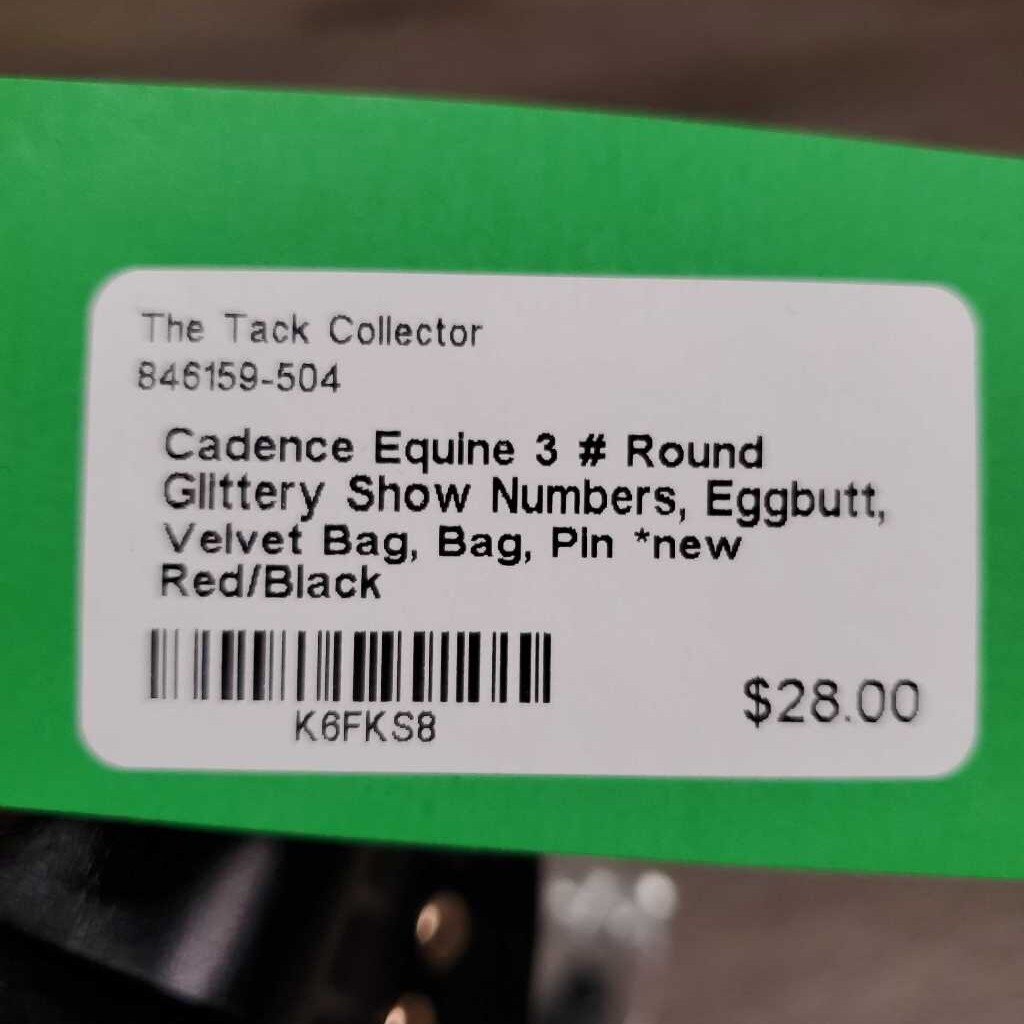 The Tack Collector
846159-504
Cadence Equine 3 # Round
Glittery Show Numbers, Eggbutt,
Velvet Bag, Bag, Pin *new
Red/Black
K6FKS8
$28.00